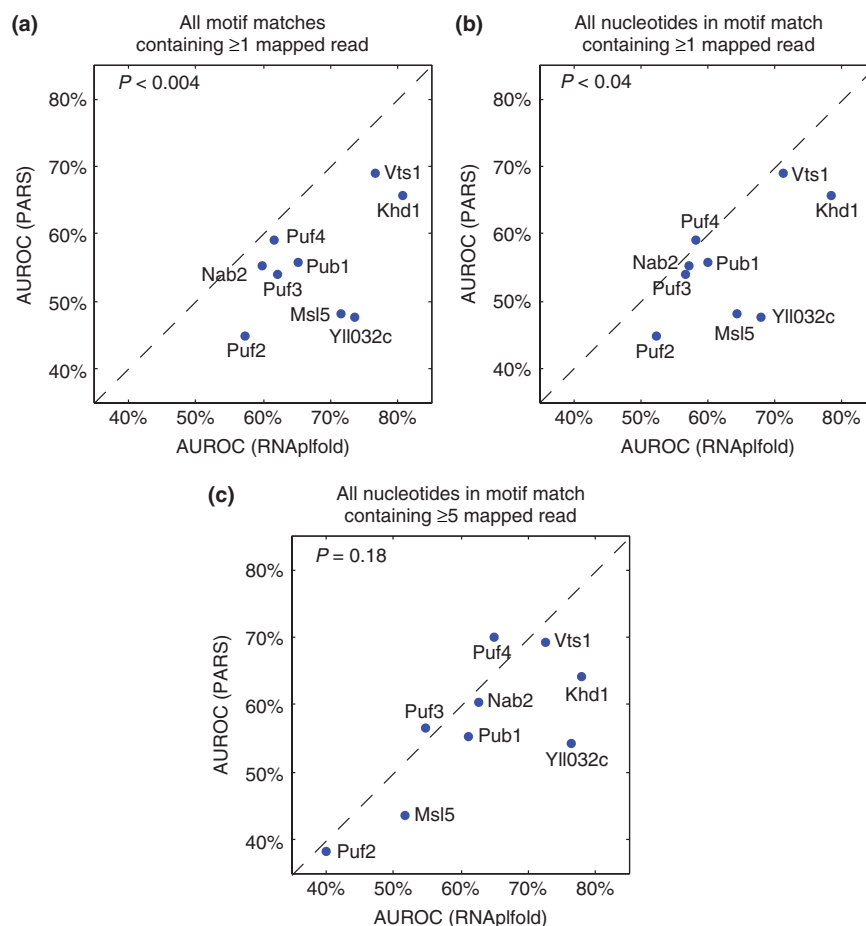 (a)
All motif matches
containing ≥1 mapped read
P < 0.004
80%
70%
60%
50%
40%
AUROC (PARS)
Vts1
Khd1
Puf4
Nab2
Pub1
Puf3
Msl5
Yll032c
Puf2
40%
50%
60%
70%
80%
AUROC (RNAplfold)
(b)
All nucleotides in motif match
containing ≥1 mapped read
P < 0.04
80%
70%
60%
50%
40%
AUROC (PARS)
Vts1
Khd1
Puf4
Nab2
Pub1
Puf3
Msl5
Yll032c
Puf2
40%
50%
60%
70%
80%
AUROC (RNAplfold)
(c)
All nucleotides in motif match
containing ≥5 mapped read
P = 0.18
80%
70%
60%
50%
40%
AUROC (PARS)
Puf4
Vts1
Khd1
Nab2
Puf3
Pub1
Yll032c
Msl5
Puf2
40%
50%
60%
70%
80%
AUROC (RNAplfold)